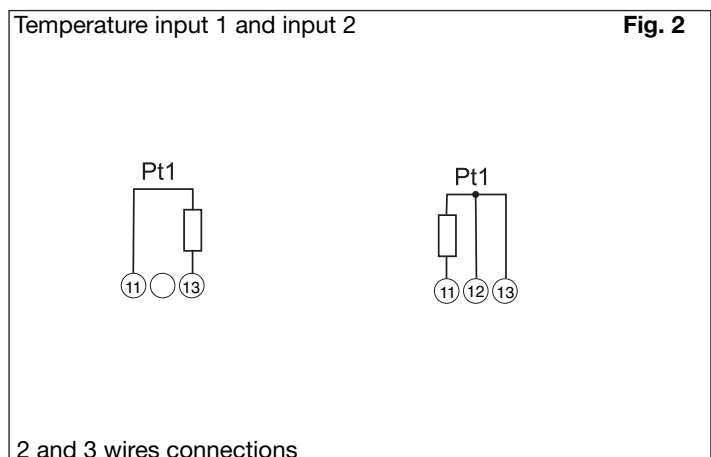 Temperature input 1 and input 2 Fig. 2
Pt1 Pt1
11 13 11 12 13
2 and 3 wires connections